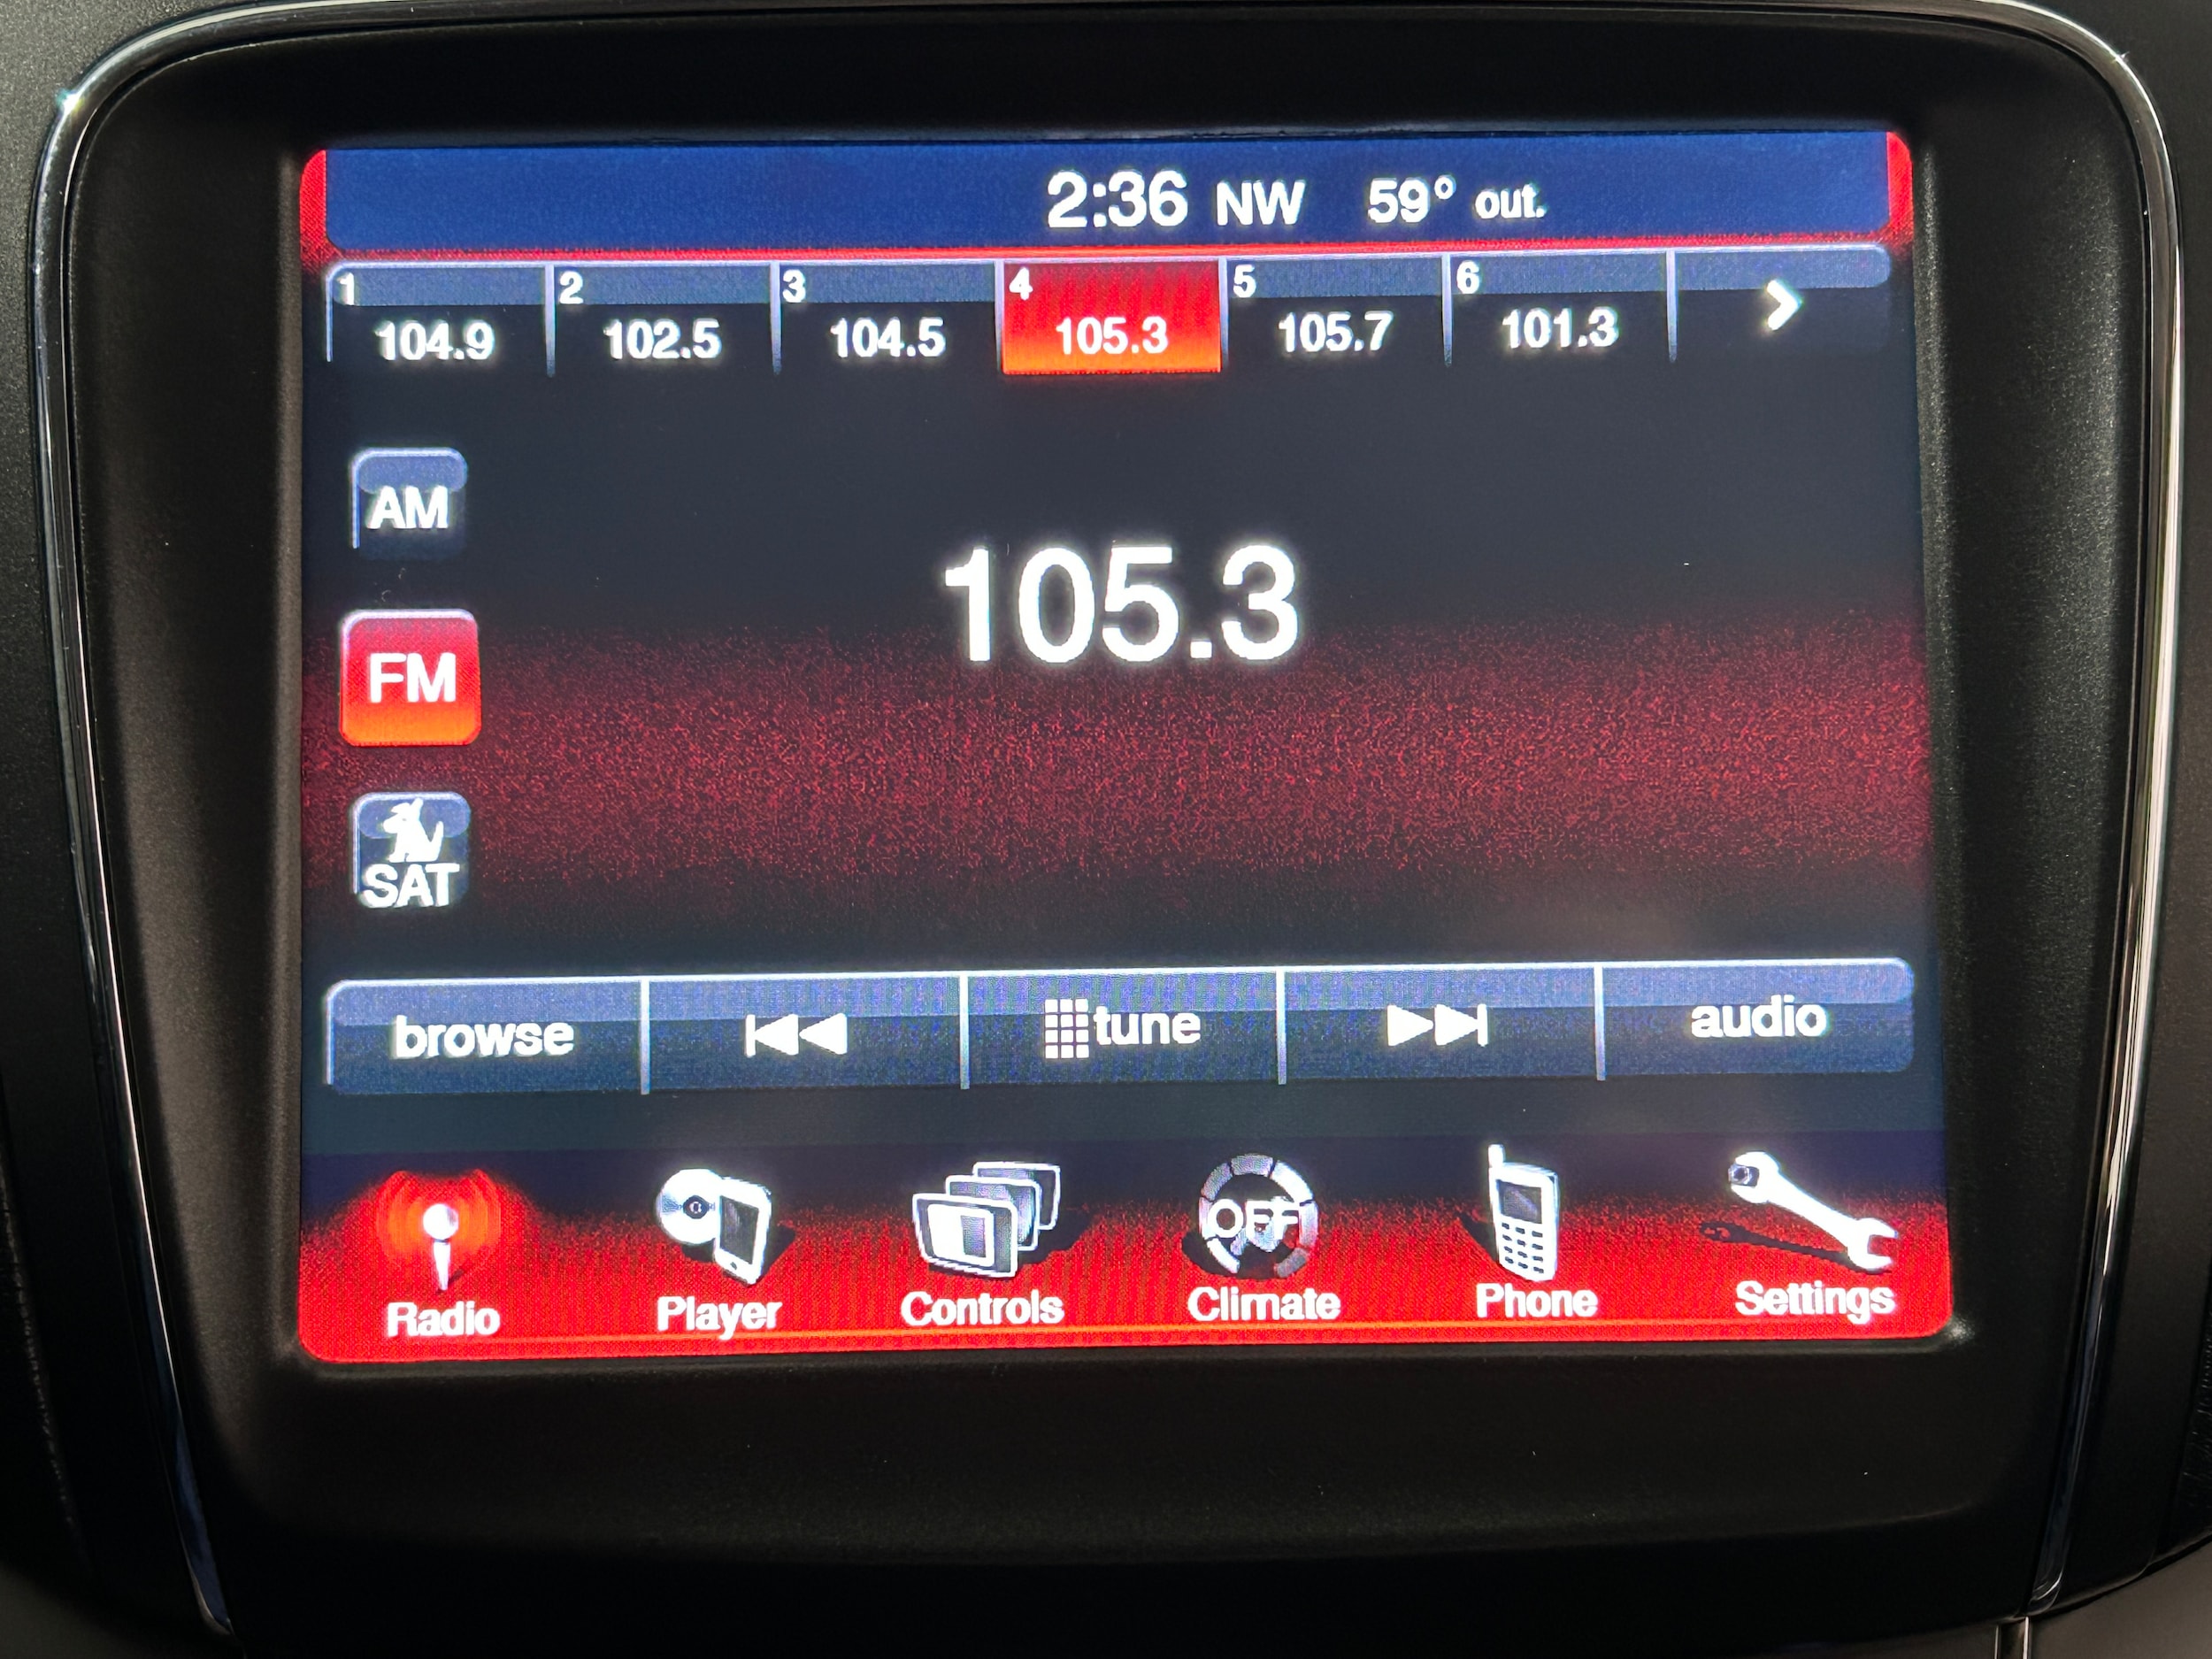 2:36 NW 59° out.
1 2 3 4 5 6
104.9 102.5 104.5 105.3 105.7 101.3
AM
105.3
FM
SAT
browse tune audio
OFF
Radio Player Controls Climate Phone Settings